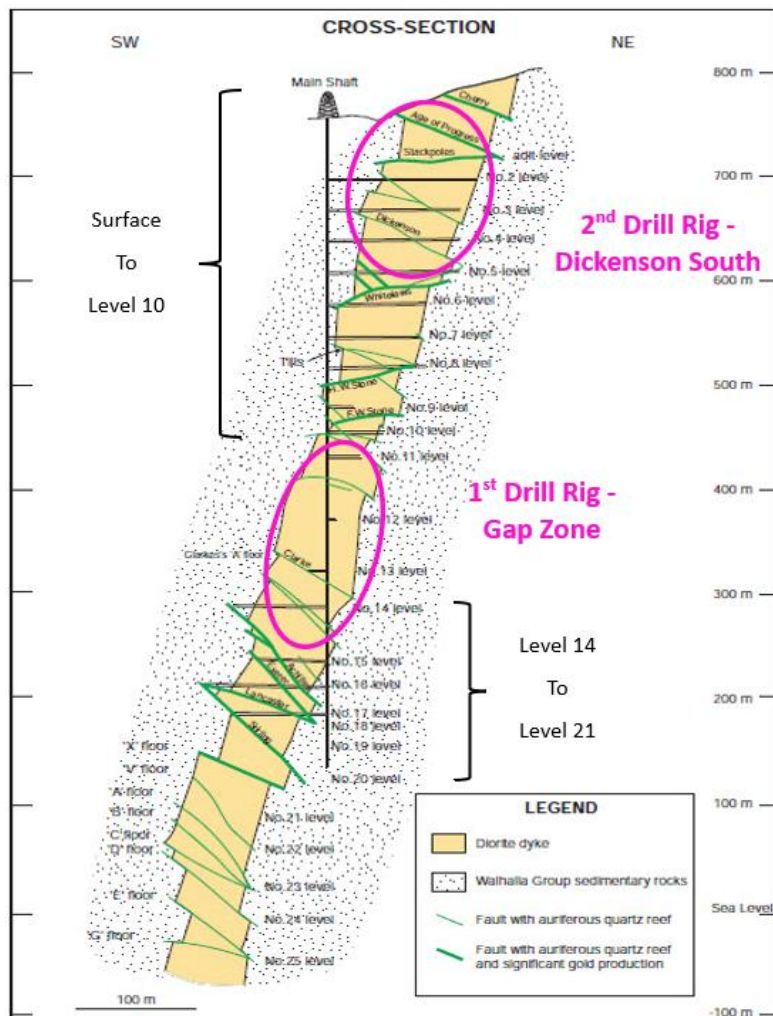 CROSS-SECTION
SW
NE
Main Shaft
800 m
Cherry
Age of Progress
Stackpoles
adit level
700 m
No.2 level
No.3 level
Dickenson
No.4 level
No.5 level
600 m
Whitelaws
No.6 level
No.7 level
Tills
No.8 level
500 m
H.W.Stone
F.W.Stone
No.9 level
No.10 level
No.11 level
400 m
No.12 level
'A' floor
Clarke
No.13 level
300 m
No.14 level
No.15 level
No.16 level
Lancaster
200 m
No.17 level
No.18 level
No.19 level
No.20 level
'X' floor
'V' floor
'A' floor
'B' floor
'C' floor
'D' floor
'E' floor
'G' floor
100 m
No.21 level
No.22 level
No.23 level
No.24 level
No.25 level
Sea Level
-100 m
100 m
Surface
To
Level 10
2nd Drill Rig -
Dickenson South
1st Drill Rig -
Gap Zone
Level 14
To
Level 21
LEGEND
Diorite dyke
Walhalla Group sedimentary rocks
Fault with auriferous quartz reef
Fault with auriferous quartz reef
and significant gold production